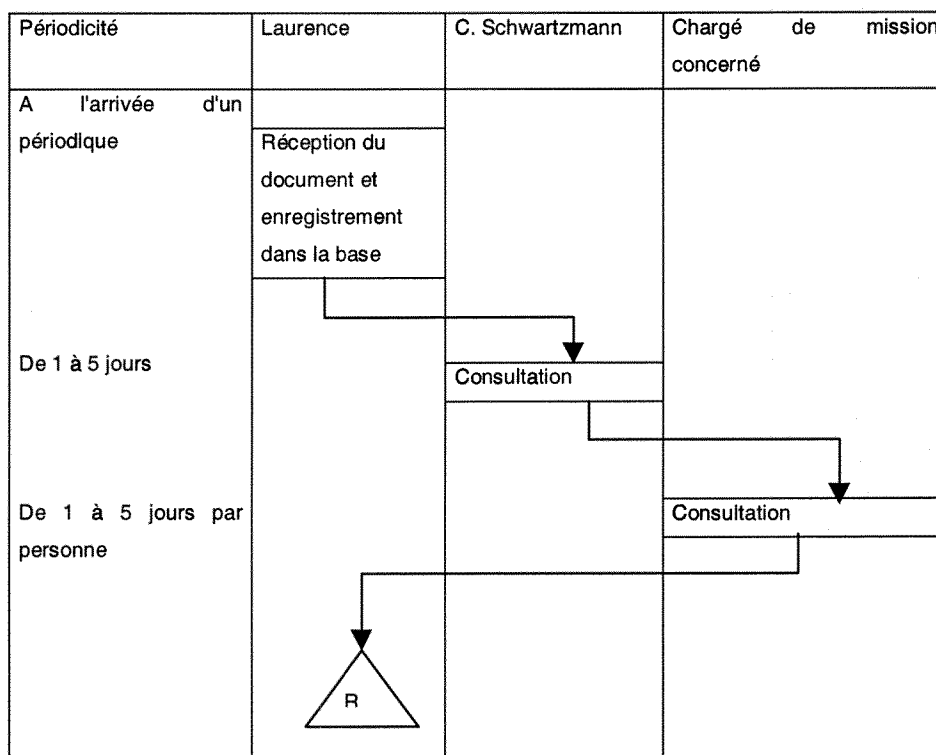 Périodicité
Laurence
C. Schwartzmann
Chargé de mission
concerné
A l'arrivée d'un
périodique
Réception du
document et
enregistrement
dans la base
De 1 à 5 jours
Consultation
De 1 à 5 jours par
personne
Consultation
R